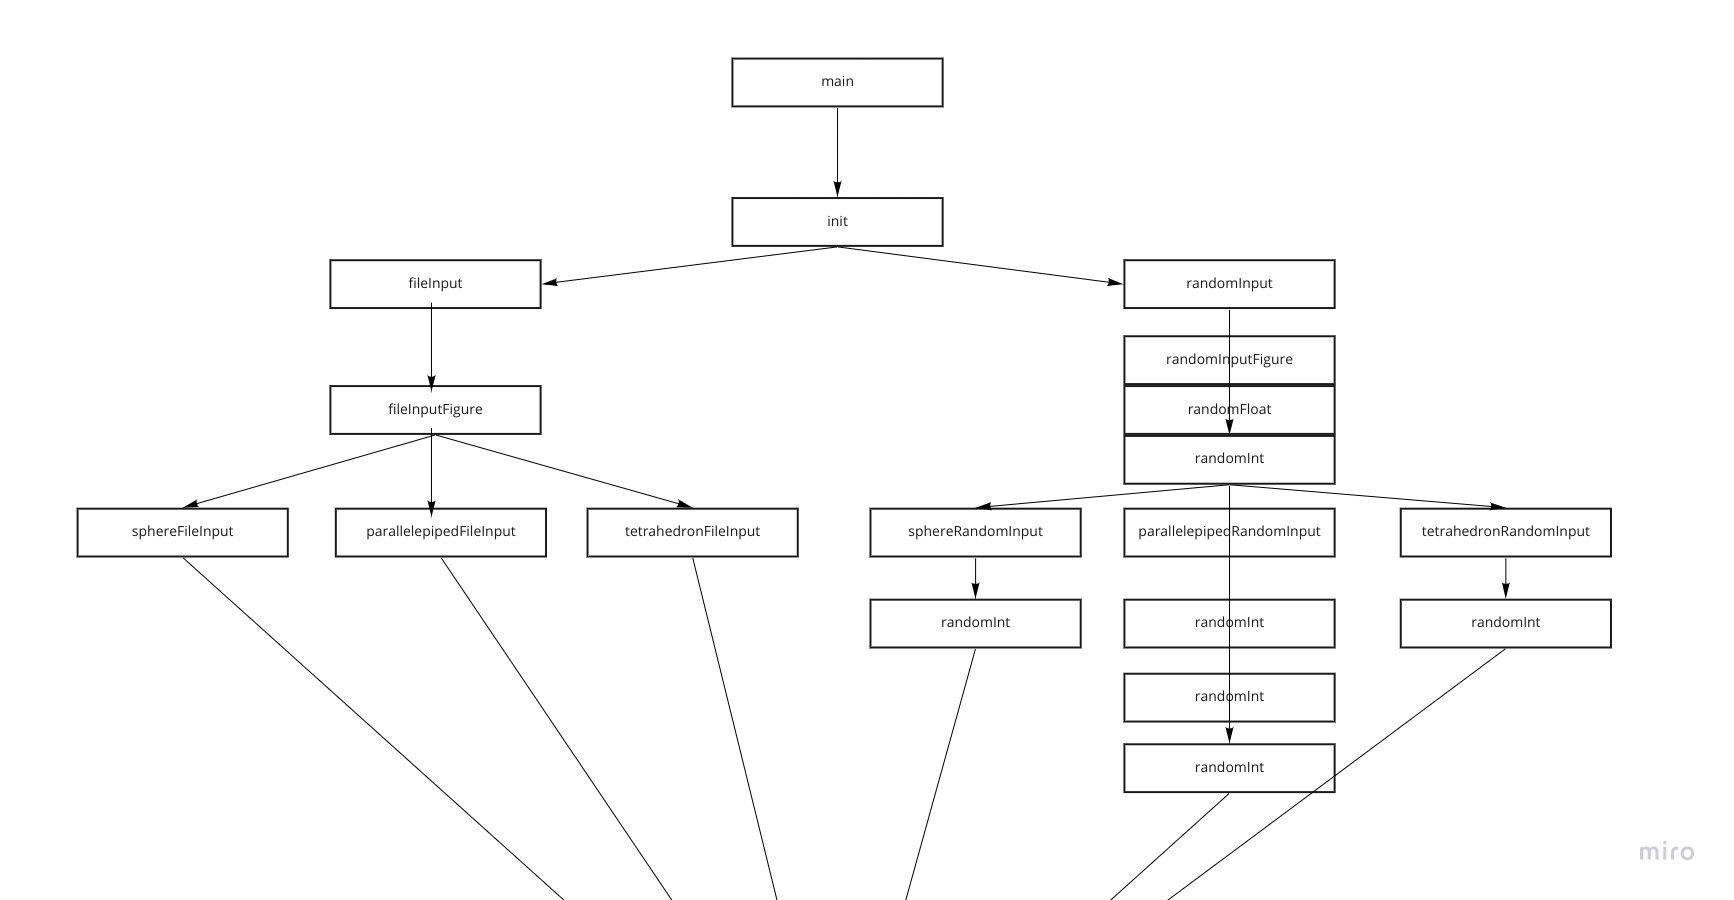 main
init
fileInput
randomInput
randomInputFigure
fileInputFigure
randomFloat
randomInt
sphereFileInput
parallelepipedFileInput
tetrahedronFileInput
sphereRandomInput
parallelepipedRandomInput
tetrahedronRandomInput
randomInt
randomInt
randomInt
randomInt
randomInt
miro